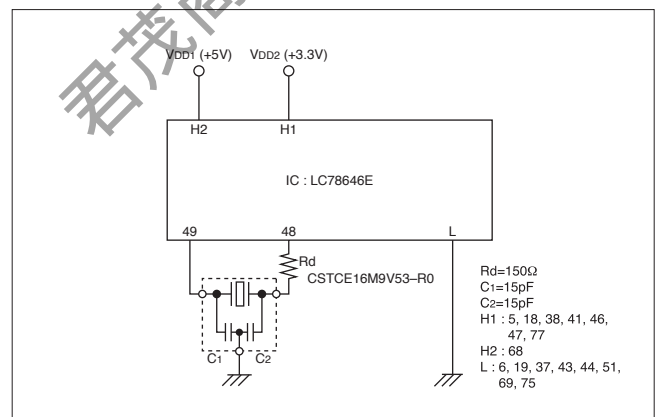 君茂
VDD1 (+5V) VDD2 (+3.3V)
H2 H1
IC : LC78646E
49 48 L
Rd
CSTCE16M9V53–R0
C1 C2
Rd=150Ω
C1=15pF
C2=15pF
H1 : 5, 18, 38, 41, 46,
47, 77
H2 : 68
L : 6, 19, 37, 43, 44, 51,
69, 75